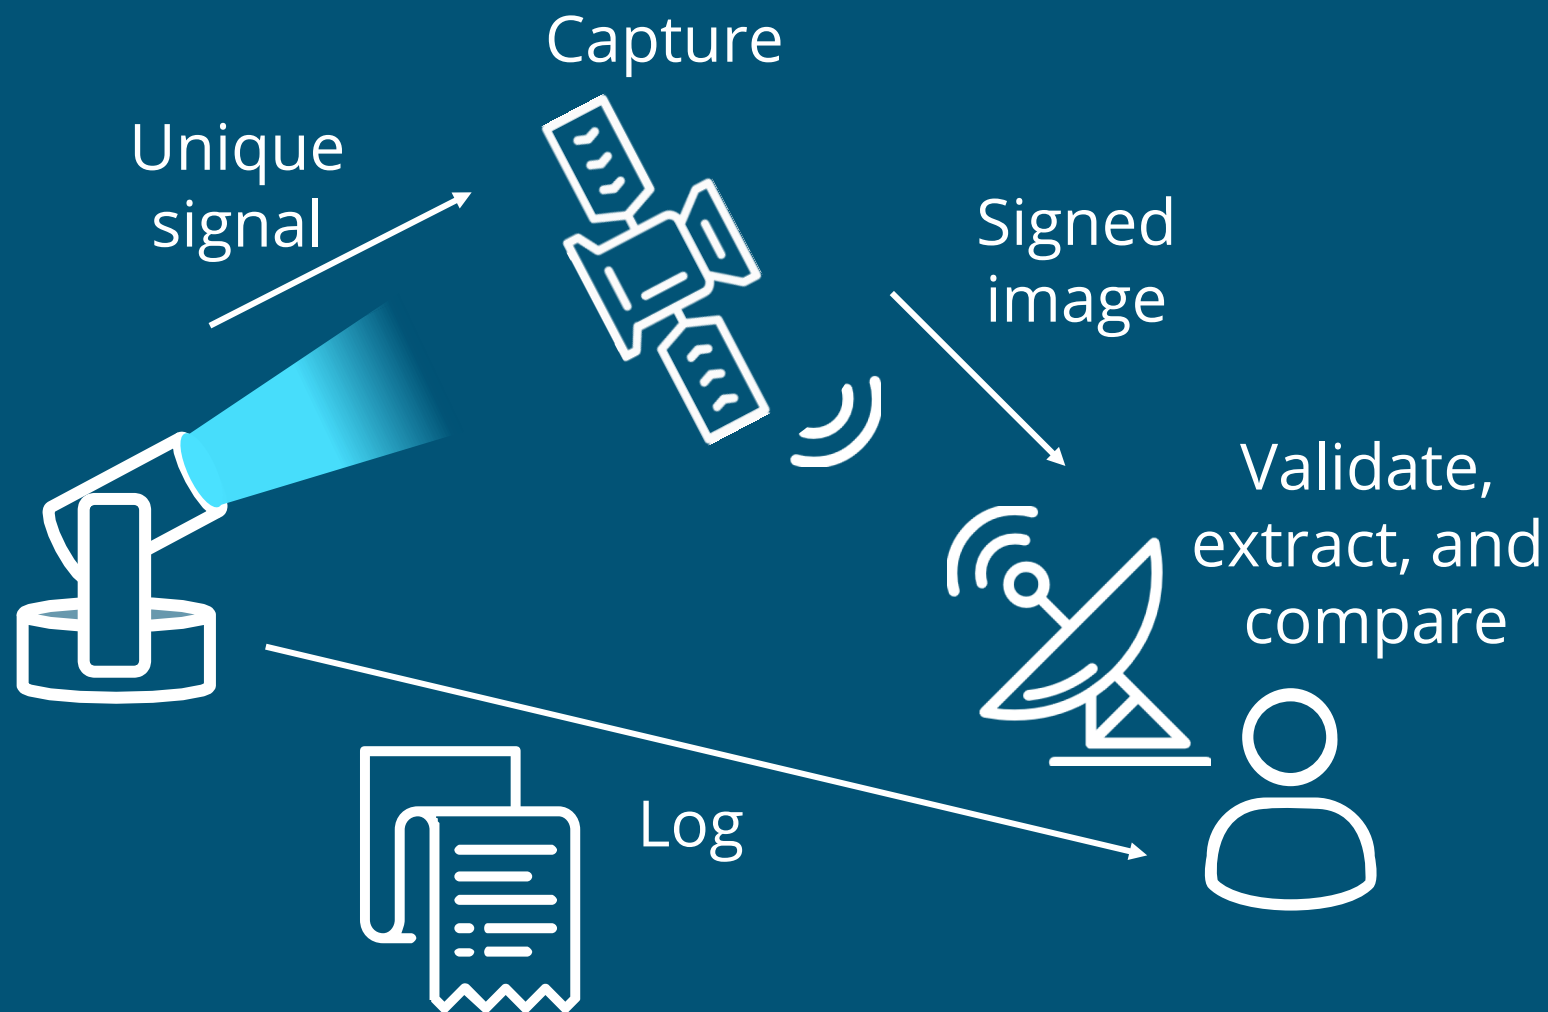 Capture
Unique
signal
Signed
image
Validate,
extract, and
compare
Log